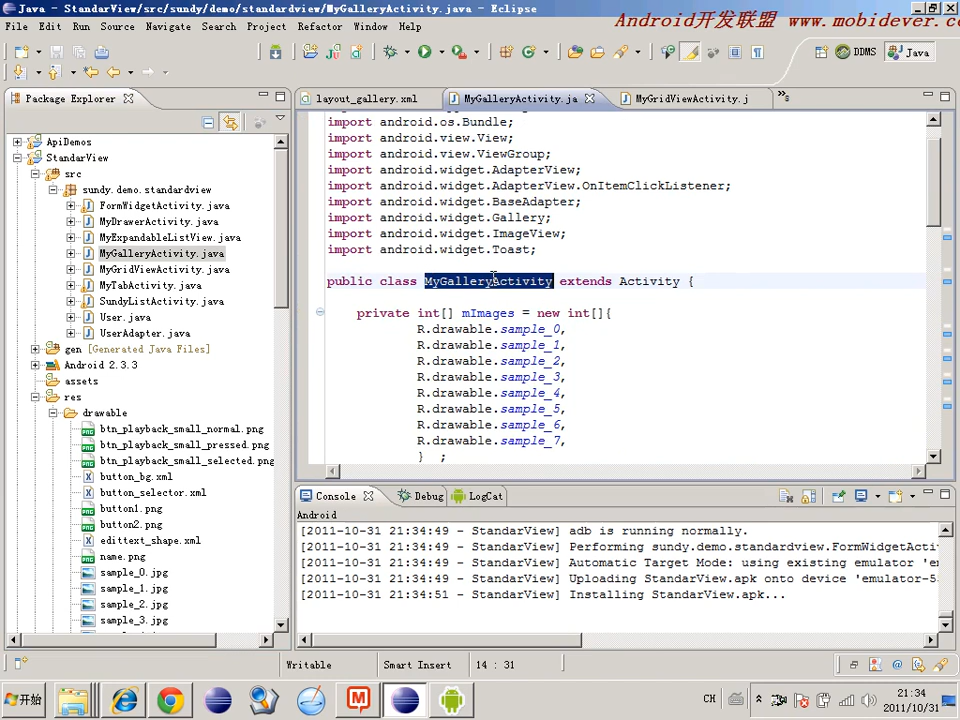 Java - StandarView/src/sundy/demo/standardview/MyGalleryActivity.java - Eclipse
Android开发联盟 www.mobidever.com
File Edit Run Source Navigate Search Project Refactor Window Help
DDMS Java
Package Explorer
layout_gallery.xml MyGalleryActivity.ja MyGridViewActivity.j
ApiDemos
StandarView
src
sundy.demo.standardview
FormWidgetActivity.java
MyDrawerActivity.java
MyExpandableListView.java
MyGalleryActivity.java
MyGridViewActivity.java
MyTabActivity.java
SundyListActivity.java
User.java
UserAdapter.java
gen [Generated Java Files]
Android 2.3.3
assets
res
drawable
btn_playback_small_normal.png
btn_playback_small_pressed.png
btn_playback_small_selected.png
button_bg.xml
button_selector.xml
button1.png
button2.png
edittext_shape.xml
name.png
sample_0.jpg
sample_1.jpg
sample_2.jpg
sample_3.jpg
import android.os.Bundle;
import android.view.View;
import android.view.ViewGroup;
import android.widget.AdapterView;
import android.widget.AdapterView.OnItemClickListener;
import android.widget.BaseAdapter;
import android.widget.Gallery;
import android.widget.ImageView;
import android.widget.Toast;
public class MyGalleryActivity extends Activity {
private int[] mImages = new int[]{
R.drawable.sample_0,
R.drawable.sample_1,
R.drawable.sample_2,
R.drawable.sample_3,
R.drawable.sample_4,
R.drawable.sample_5,
R.drawable.sample_6,
R.drawable.sample_7,
} ;
Console Debug LogCat
Android
[2011-10-31 21:34:49 - StandarView] adb is running normally.
[2011-10-31 21:34:49 - StandarView] Performing sundy.demo.standardview.FormWidgetActi
[2011-10-31 21:34:49 - StandarView] Automatic Target Mode: using existing emulator 'e
[2011-10-31 21:34:49 - StandarView] Uploading StandarView.apk onto device 'emulator-5
[2011-10-31 21:34:51 - StandarView] Installing StandarView.apk...
Writable Smart Insert 14 : 31
开始
CH
21:34
2011/10/31